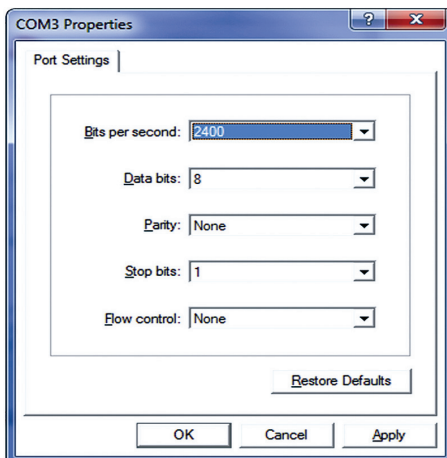 COM3 Properties
?
Port Settings
Bits per second: 2400
Data bits: 8
Parity: None
Stop bits: 1
Flow control: None
Restore Defaults
OK Cancel Apply